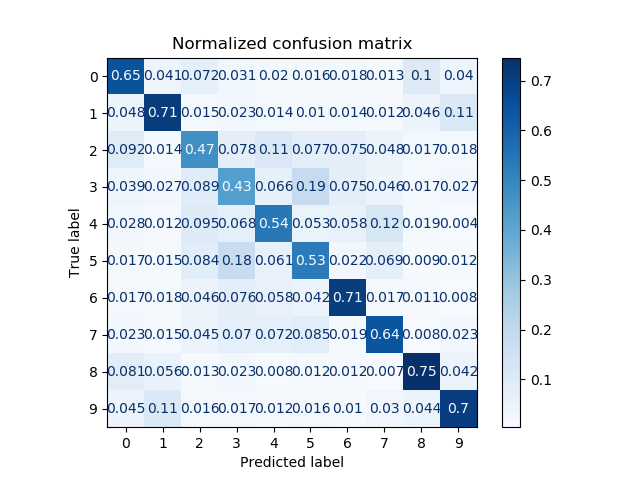 Normalized confusion matrix
0 0.65 0.041 0.072 0.031 0.02 0.016 0.018 0.013 0.1 0.04
1 0.048 0.71 0.015 0.023 0.014 0.01 0.014 0.012 0.046 0.11
2 0.092 0.014 0.47 0.078 0.11 0.077 0.075 0.048 0.017 0.018
3 0.039 0.027 0.089 0.43 0.066 0.19 0.075 0.046 0.017 0.027
4 0.028 0.012 0.095 0.068 0.54 0.053 0.058 0.12 0.019 0.004
5 0.017 0.015 0.084 0.18 0.061 0.53 0.022 0.069 0.009 0.012
6 0.017 0.018 0.046 0.076 0.058 0.042 0.71 0.017 0.011 0.008
7 0.023 0.015 0.045 0.07 0.072 0.085 0.019 0.64 0.008 0.023
8 0.081 0.056 0.013 0.023 0.008 0.012 0.012 0.007 0.75 0.042
9 0.045 0.11 0.016 0.017 0.012 0.016 0.01 0.03 0.044 0.7
0 1 2 3 4 5 6 7 8 9
Predicted label
True label
0.7
0.6
0.5
0.4
0.3
0.2
0.1